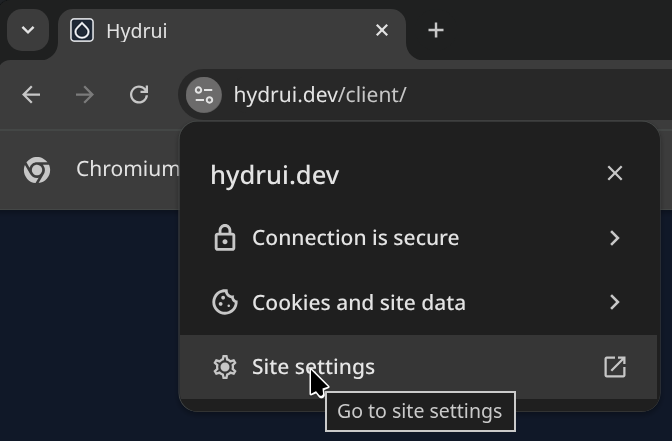 Hydrui
hydrui.dev/client/
Chromium
hydrui.dev
Connection is secure
Cookies and site data
Site settings
Go to site settings